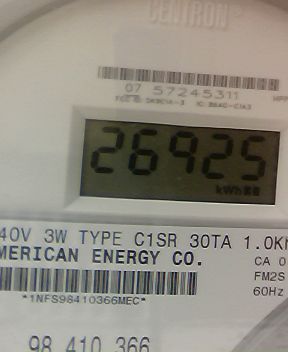 CENTRON®
07 57245311
26925
kWh
40V 3W TYPE C1SR 30TA 1.0K
MERICAN ENERGY CO.
CA 0
FM2S
60Hz
*1NFS98410366MEC*
98 410 366